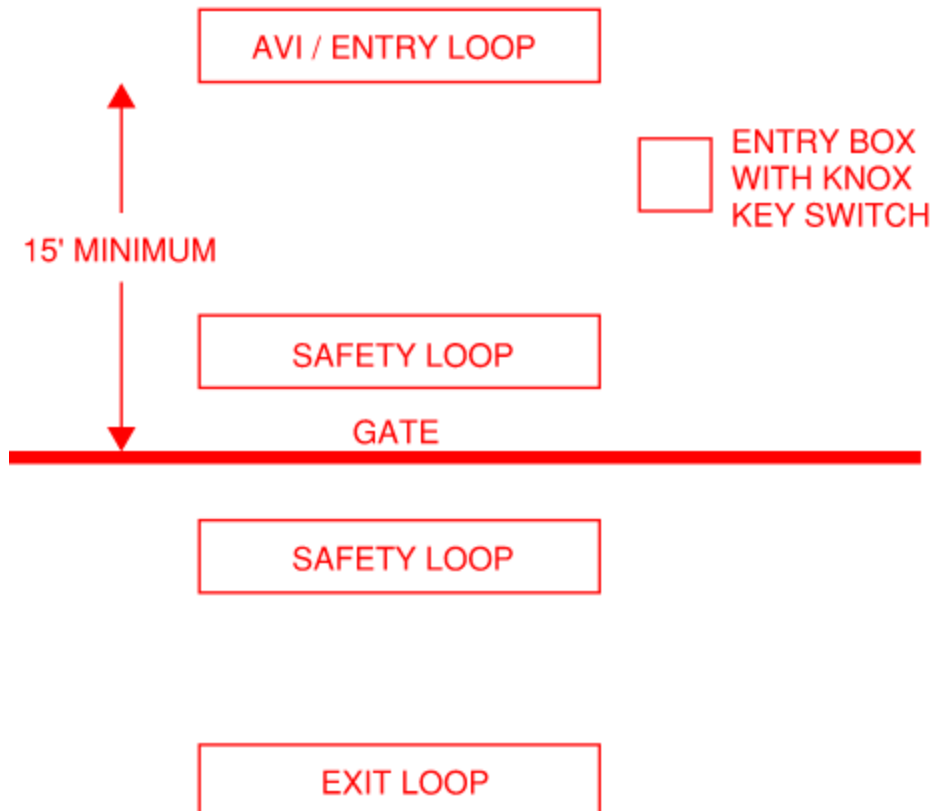 AVI / ENTRY LOOP
ENTRY BOX
WITH KNOX
KEY SWITCH
15' MINIMUM
SAFETY LOOP
GATE
SAFETY LOOP
EXIT LOOP